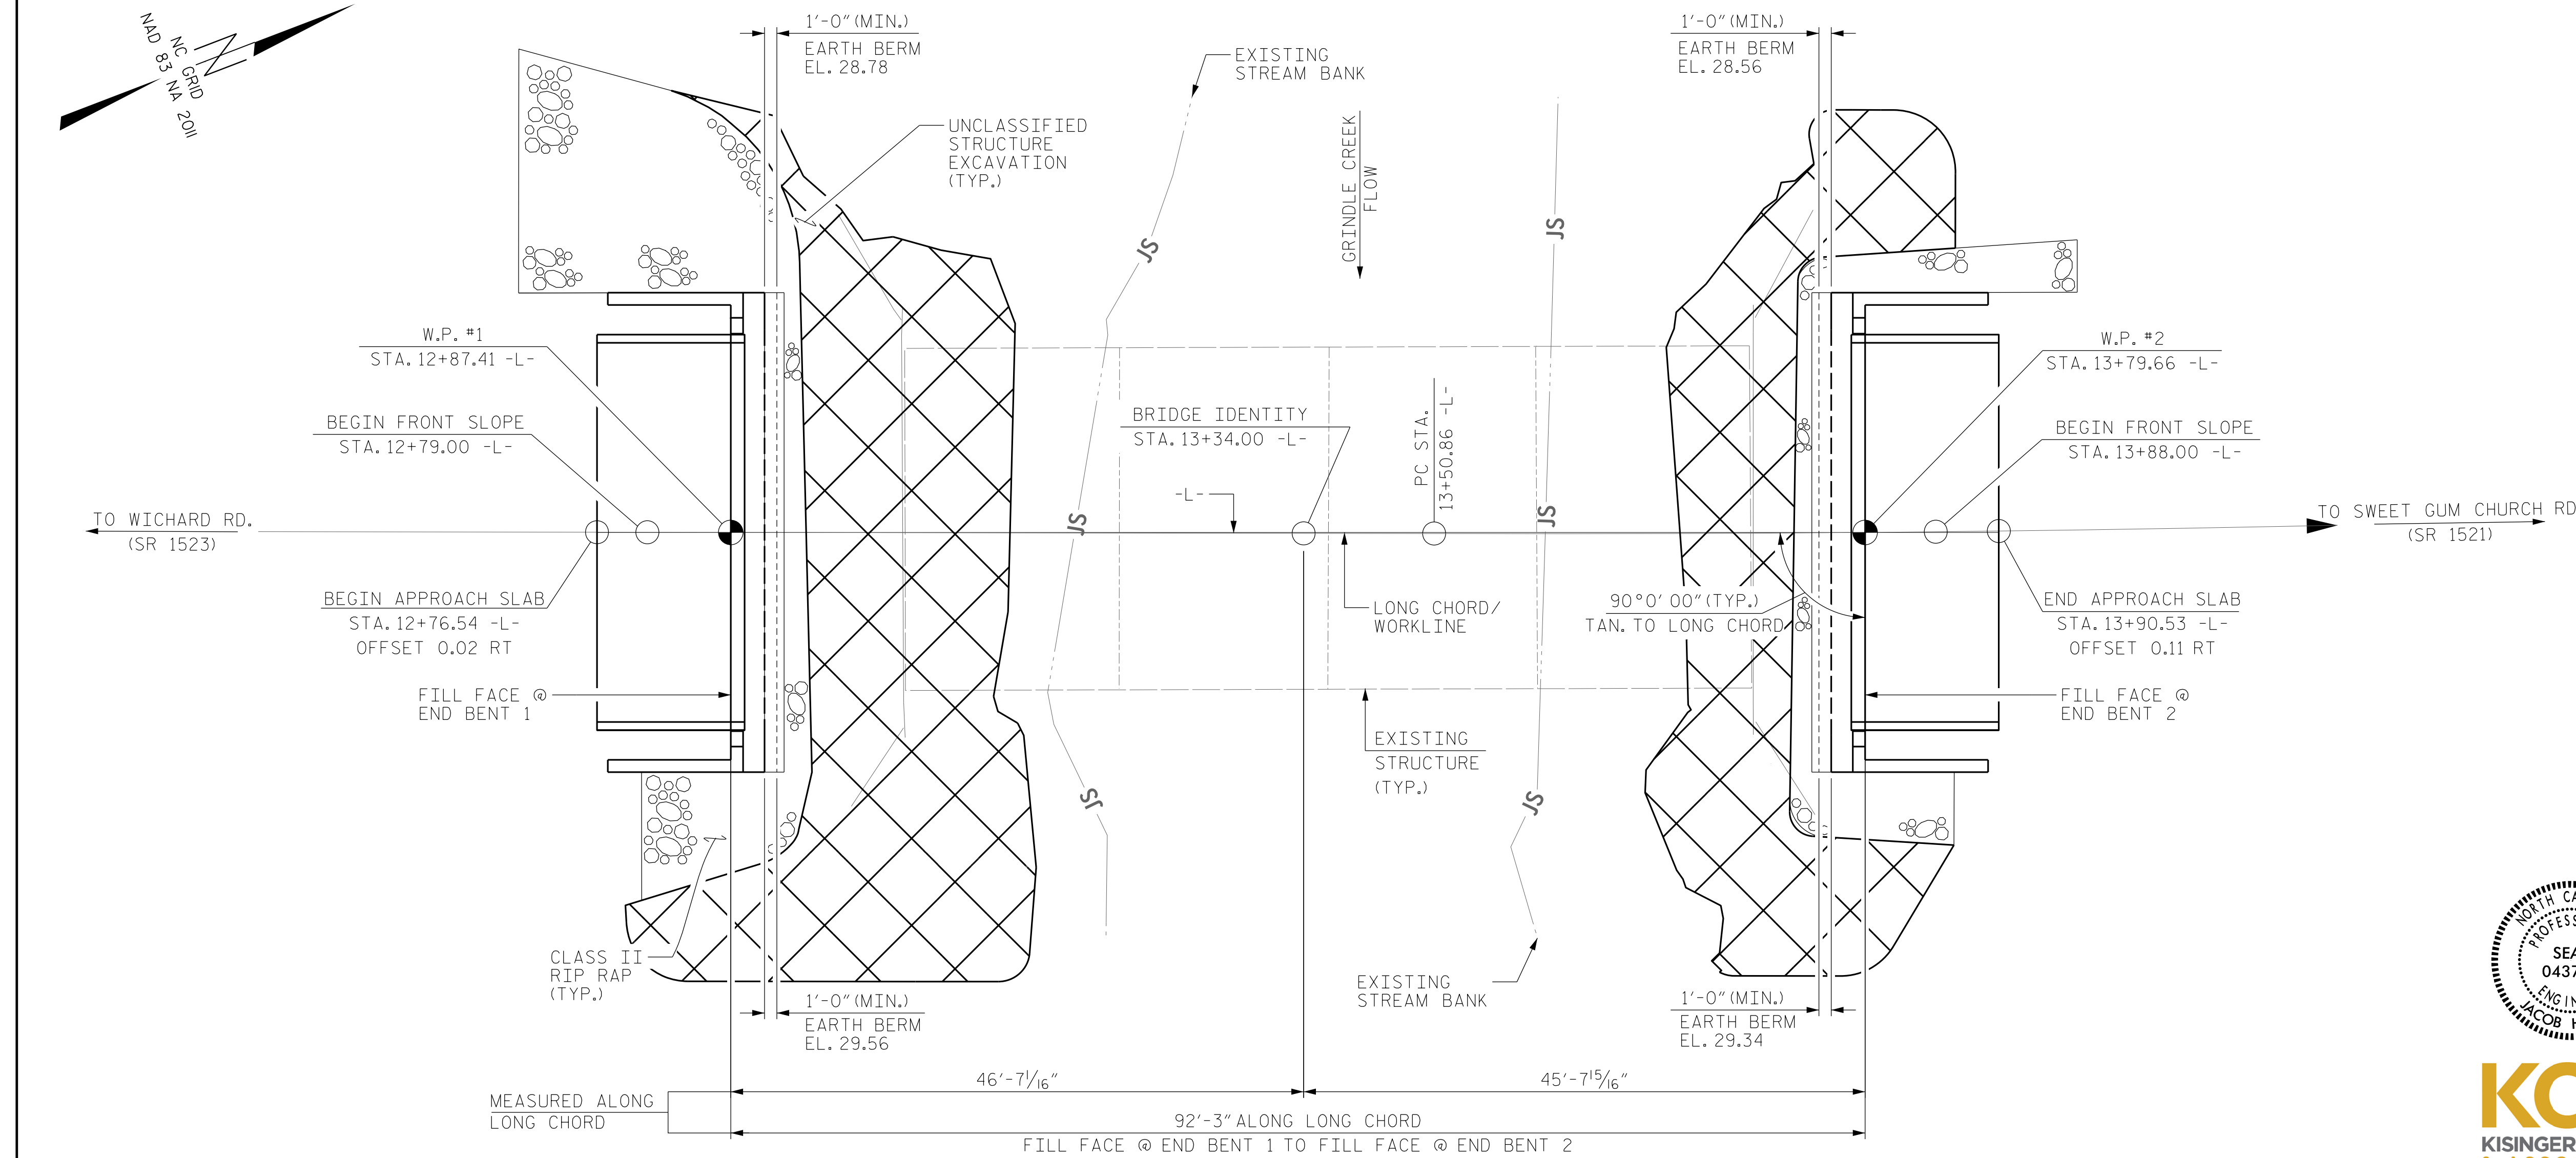 NC GRID
NAD 83 NA 2011
1'-0" (MIN.)
EARTH BERM
EL. 28.78
EXISTING
STREAM BANK
UNCLASSIFIED
STRUCTURE
EXCAVATION
(TYP.)
GRINDLE CREEK
FLOW
1'-0" (MIN.)
EARTH BERM
EL. 28.56
JS
JS
W.P. #1
STA. 12+87.41 -L-
BEGIN FRONT SLOPE
STA. 12+79.00 -L-
BRIDGE IDENTITY
STA. 13+34.00 -L-
PC STA.
13+50.86 -L-
W.P. #2
STA. 13+79.66 -L-
BEGIN FRONT SLOPE
STA. 13+88.00 -L-
-L-
JS
JS
TO WICHARD RD.
(SR 1523)
TO SWEET GUM CHURCH RD
(SR 1521)
BEGIN APPROACH SLAB
STA. 12+76.54 -L-
OFFSET 0.02 RT
LONG CHORD/
WORKLINE
90°0'00" (TYP.)
TAN. TO LONG CHORD
END APPROACH SLAB
STA. 13+90.53 -L-
OFFSET 0.11 RT
FILL FACE @
END BENT 1
FILL FACE @
END BENT 2
EXISTING
STRUCTURE
(TYP.)
JS
JS
CLASS II
RIP RAP
(TYP.)
EXISTING
STREAM BANK
1'-0" (MIN.)
EARTH BERM
EL. 29.56
1'-0" (MIN.)
EARTH BERM
EL. 29.34
NORTH CA
PROFESS
SEA
0437
ENGIN
JACOB H
46'-7 1/16"
45'-7 15/16"
MEASURED ALONG
LONG CHORD
92'-3" ALONG LONG CHORD
FILL FACE @ END BENT 1 TO FILL FACE @ END BENT 2
KC
KISINGER